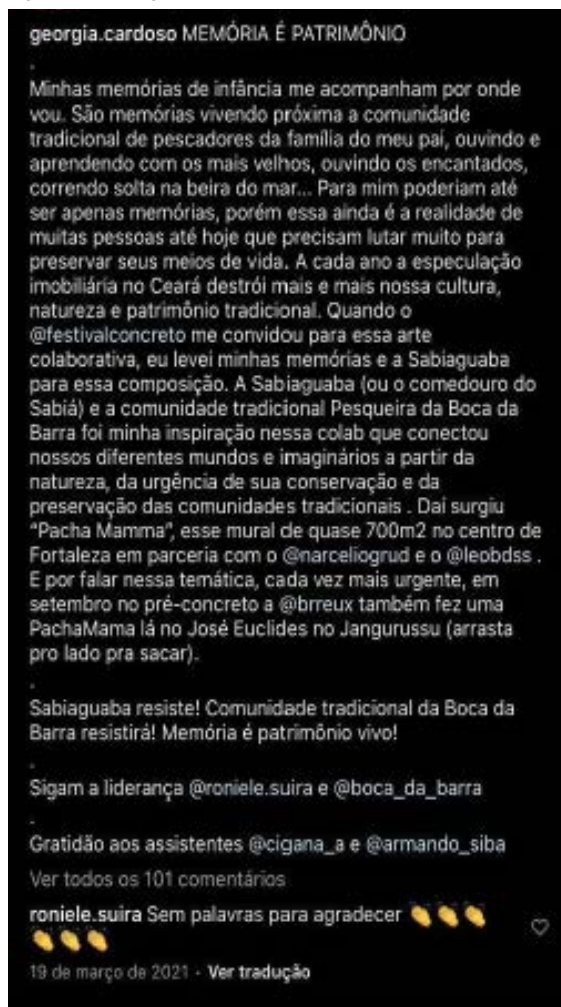 georgia.cardoso MEMÓRIA É PATRIMÔNIO
.
Minhas memórias de infância me acompanham por onde
vou. São memórias vivendo próxima a comunidade
tradicional de pescadores da família do meu pai, ouvindo e
aprendendo com os mais velhos, ouvindo os encantados,
correndo solta na beira do mar... Para mim poderiam até
ser apenas memórias, porém essa ainda é a realidade de
muitas pessoas até hoje que precisam lutar muito para
preservar seus meios de vida. A cada ano a especulação
imobiliária no Ceará destrói mais e mais nossa cultura,
natureza e patrimônio tradicional. Quando o
@festivalconcreto me convidou para essa arte
colaborativa, eu levei minhas memórias e a Sabiaguaba
para essa composição. A Sabiaguaba (ou o comedouro do
Sabiá) e a comunidade tradicional Pesqueira da Boca da
Barra foi minha inspiração nessa colab que conectou
nossos diferentes mundos e imaginários a partir da
natureza, da urgência de sua conservação e da
preservação das comunidades tradicionais . Daí surgiu
“Pacha Mamma”, esse mural de quase 700m2 no centro de
Fortaleza em parceria com o @narceliogrud e o @leobdss .
E por falar nessa temática, cada vez mais urgente, em
setembro no pré-concreto a @brreux também fez uma
PachaMama lá no José Euclides no Jangurussu (arrasta
pro lado pra sacar).
.
Sabiaguaba resiste! Comunidade tradicional da Boca da
Barra resistirá! Memória é patrimônio vivo!
.
Sigam a liderança @roniele.suira e @boca_da_barra
.
Gratidão aos assistentes @cigana_a e @armando_siba
Ver todos os 101 comentários
roniele.suira Sem palavras para agradecer 👏👏👏
👏👏👏
19 de março de 2021 · Ver tradução